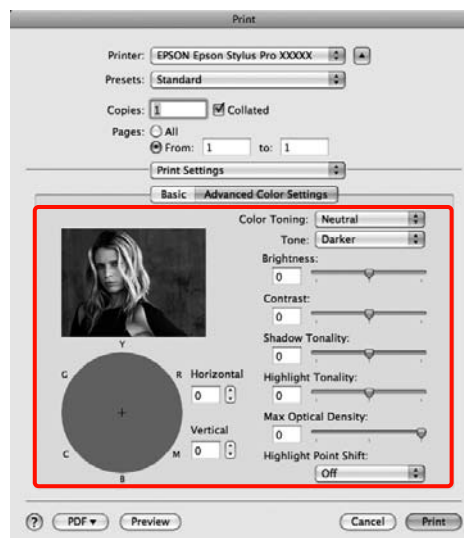 Print
Printer: EPSON Epson Stylus Pro XXXXX
Presets: Standard
Copies: 1 Collated
Pages: All
From: 1 to: 1
Print Settings
Basic Advanced Color Settings
Color Toning: Neutral
Tone: Darker
Brightness:
0
Contrast:
0
Shadow Tonality:
0
Highlight Tonality:
0
Max Optical Density:
0
Highlight Point Shift:
Off
Y
G R
C M
B
Horizontal
0
Vertical
0
? PDF Preview Cancel Print